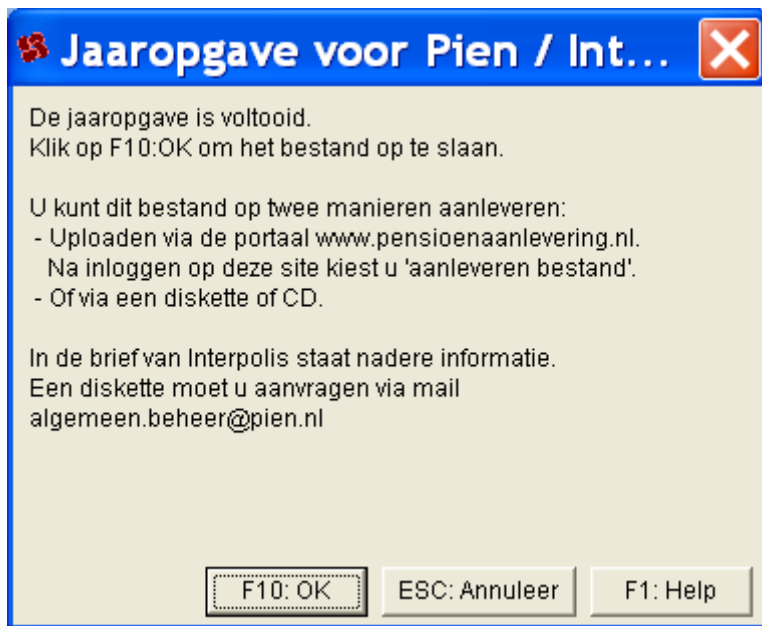 Jaaropgave voor Pien / Int...
De jaaropgave is voltooid.
Klik op F10:OK om het bestand op te slaan.
U kunt dit bestand op twee manieren aanleveren:
- Uploaden via de portaal www.pensioenaanlevering.nl.
Na inloggen op deze site kiest u 'aanleveren bestand'.
- Of via een diskette of CD.
In de brief van Interpolis staat nadere informatie.
Een diskette moet u aanvragen via mail
algemeen.beheer@pien.nl
F10: OK
ESC: Annuleer
F1: Help